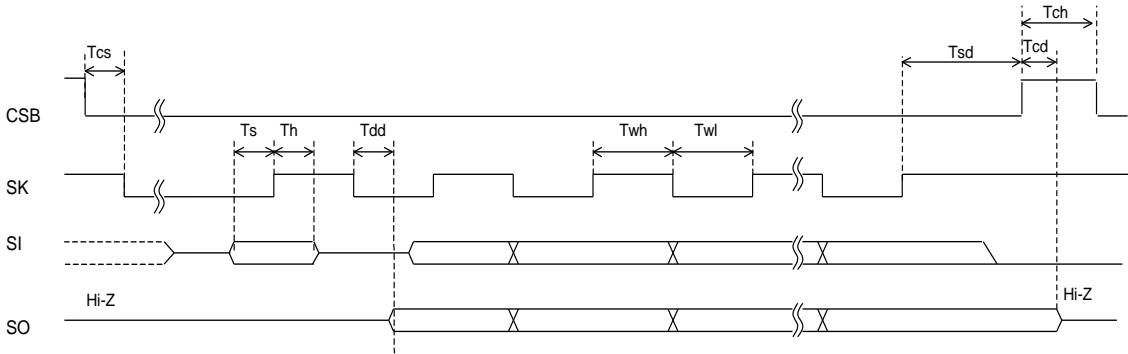 Tch
Tcs
Tsd
Tcd
CSB
Ts
Th
Tdd
Twh
Twl
SK
SI
Hi-Z
Hi-Z
SO